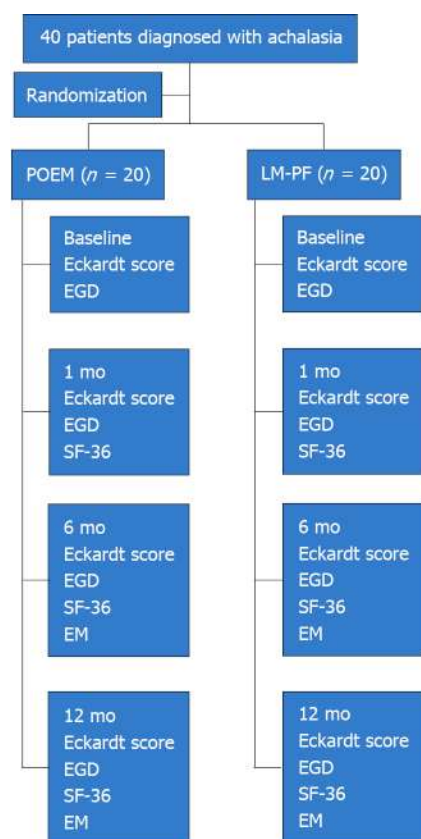 40 patients diagnosed with achalasia
Randomization
POEM (n = 20)
LM-PF (n = 20)
Baseline
Eckardt score
EGD
1 mo
Eckardt score
EGD
SF-36
6 mo
Eckardt score
EGD
SF-36
EM
12 mo
Eckardt score
EGD
SF-36
EM
Baseline
Eckardt score
EGD
1 mo
Eckardt score
EGD
SF-36
6 mo
Eckardt score
EGD
SF-36
EM
12 mo
Eckardt score
EGD
SF-36
EM